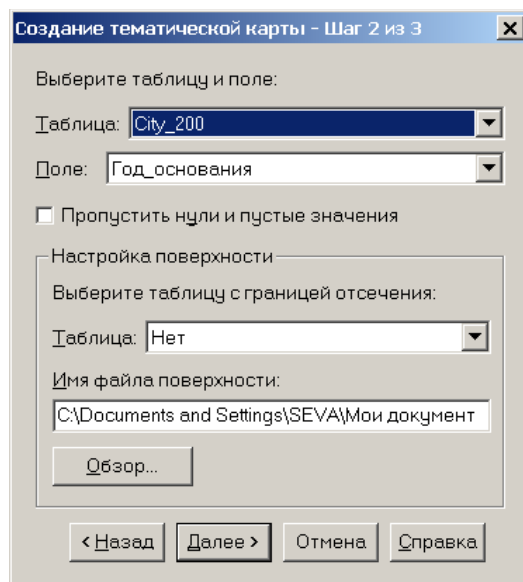 Создание тематической карты - Шаг 2 из 3
Выберите таблицу и поле:
Таблица: City_200
Поле: Год_основания
Пропустить нули и пустые значения
Настройка поверхности
Выберите таблицу с границей отсечения:
Таблица: Нет
Имя файла поверхности:
C:\Documents and Settings\SEVA\Мои документ
Обзор...
< Назад Далее > Отмена Справка